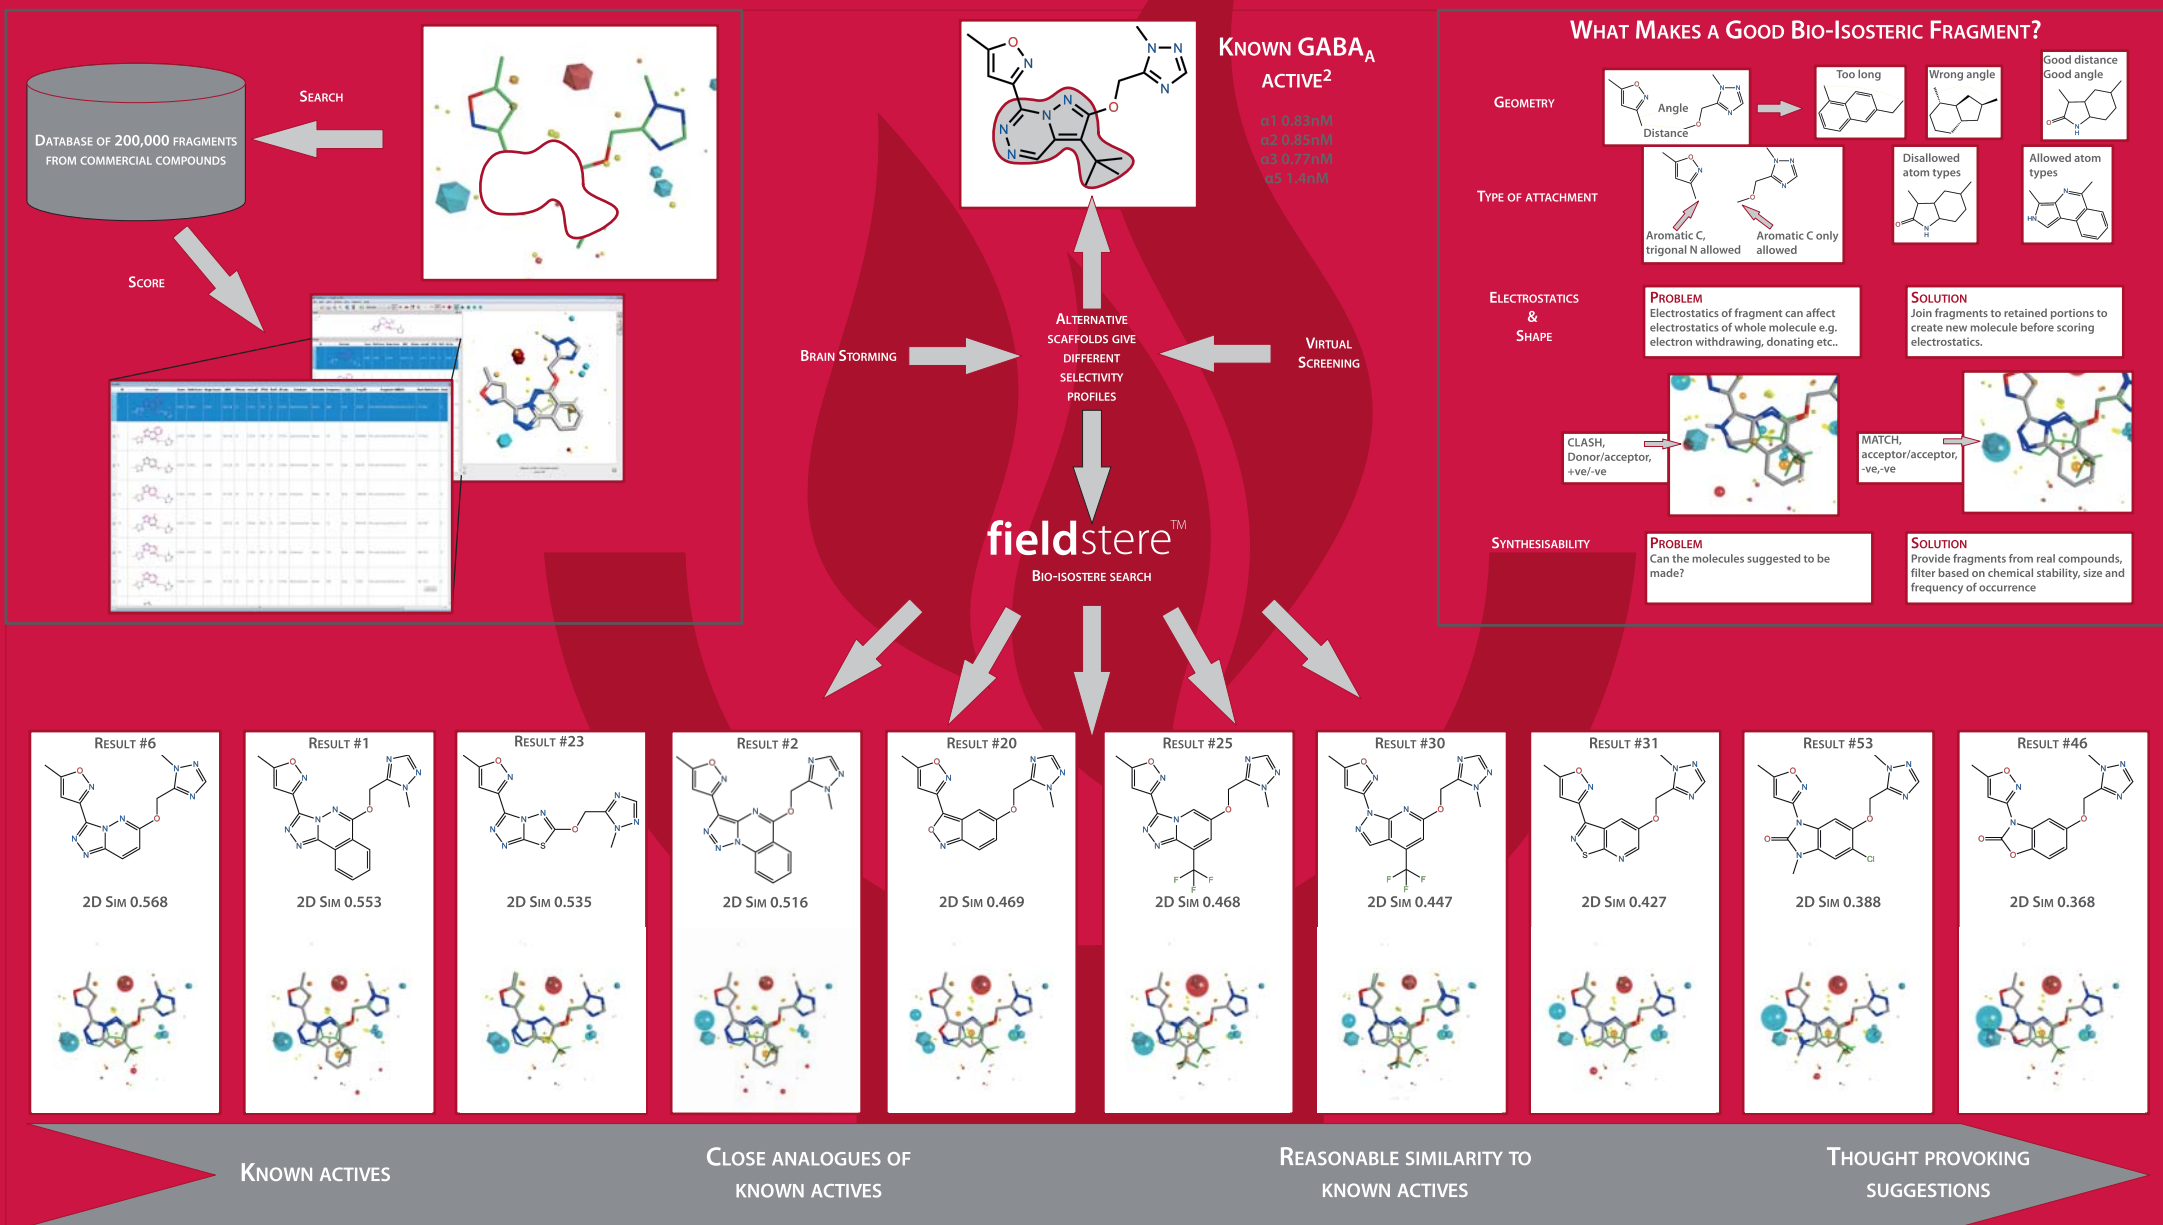 SEARCH
DATABASE OF 200,000 FRAGMENTS
FROM COMMERCIAL COMPOUNDS
SCORE
KNOWN GABAA
ACTIVE2
α1 0.83nM
α2 0.85nM
α3 0.77nM
α5 1.4nM
BRAIN STORMING
ALTERNATIVE
SCAFFOLDS GIVE
DIFFERENT
SELECTIVITY
PROFILES
VIRTUAL
SCREENING
fieldstere™
BIO-ISOSTERE SEARCH
WHAT MAKES A GOOD BIO-ISOSTERIC FRAGMENT?
GEOMETRY
Angle
Distance
Too long
Wrong angle
Good distance
Good angle
TYPE OF ATTACHMENT
Aromatic C,
trigonal N allowed
Aromatic C only
allowed
Disallowed
atom types
Allowed atom
types
ELECTROSTATICS
&
SHAPE
PROBLEM
Electrostatics of fragment can affect
electrostatics of whole molecule e.g.
electron withdrawing, donating etc..
SOLUTION
Join fragments to retained portions to
create new molecule before scoring
electrostatics.
CLASH,
Donor/acceptor,
+ve/-ve
MATCH,
acceptor/acceptor,
-ve,-ve
SYNTHESISABILITY
PROBLEM
Can the molecules suggested to be
made?
SOLUTION
Provide fragments from real compounds,
filter based on chemical stability, size and
frequency of occurrence
RESULT #6
2D SIM 0.568
RESULT #1
2D SIM 0.553
RESULT #23
2D SIM 0.535
RESULT #2
2D SIM 0.516
RESULT #20
2D SIM 0.469
RESULT #25
2D SIM 0.468
RESULT #30
2D SIM 0.447
RESULT #31
2D SIM 0.427
RESULT #53
2D SIM 0.388
RESULT #46
2D SIM 0.368
KNOWN ACTIVES
CLOSE ANALOGUES OF
KNOWN ACTIVES
REASONABLE SIMILARITY TO
KNOWN ACTIVES
THOUGHT PROVOKING
SUGGESTIONS